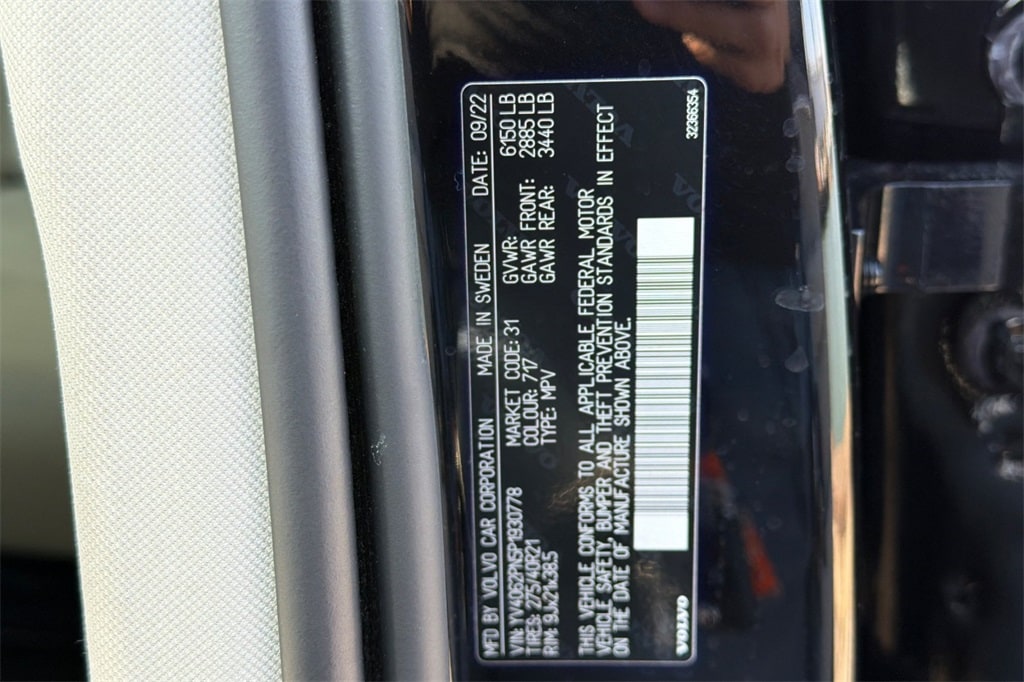 MFD BY VOLVO CAR CORPORATION MADE IN SWEDEN DATE: 09/22
VIN: YV4062PNSP1930778 MARKET CODE: 31 GVWR: 6150 LB
TIRES: 275/40R21 COLOUR: 717 GAWR FRONT: 2885 LB
RIM: 9Jx21x38.5 TYPE: MPV GAWR REAR: 3440 LB
THIS VEHICLE CONFORMS TO ALL APPLICABLE FEDERAL MOTOR
VEHICLE SAFETY, BUMPER AND THEFT PREVENTION STANDARDS IN EFFECT
ON THE DATE OF MANUFACTURE SHOWN ABOVE.
VOLVO 32366354